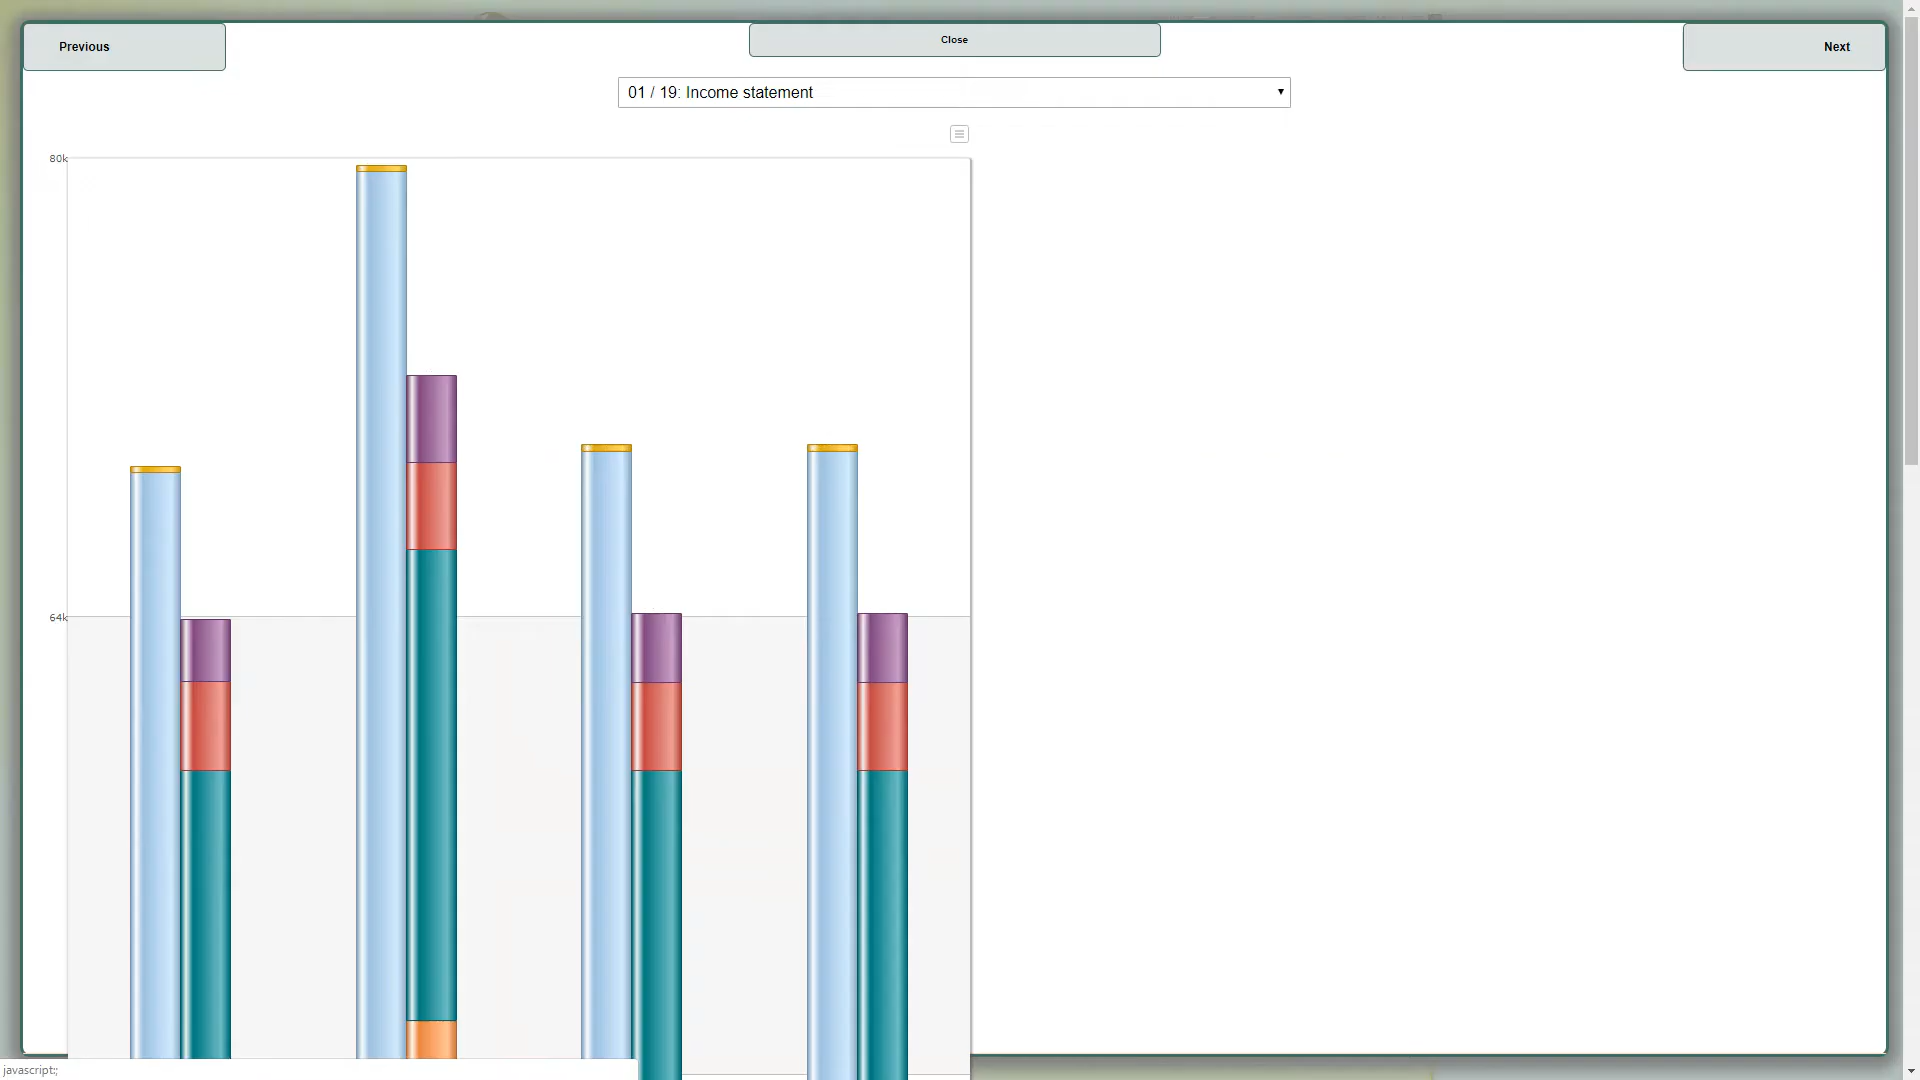 Previous
Close
Next
01 / 19: Income statement
80k
64k
javascript:;